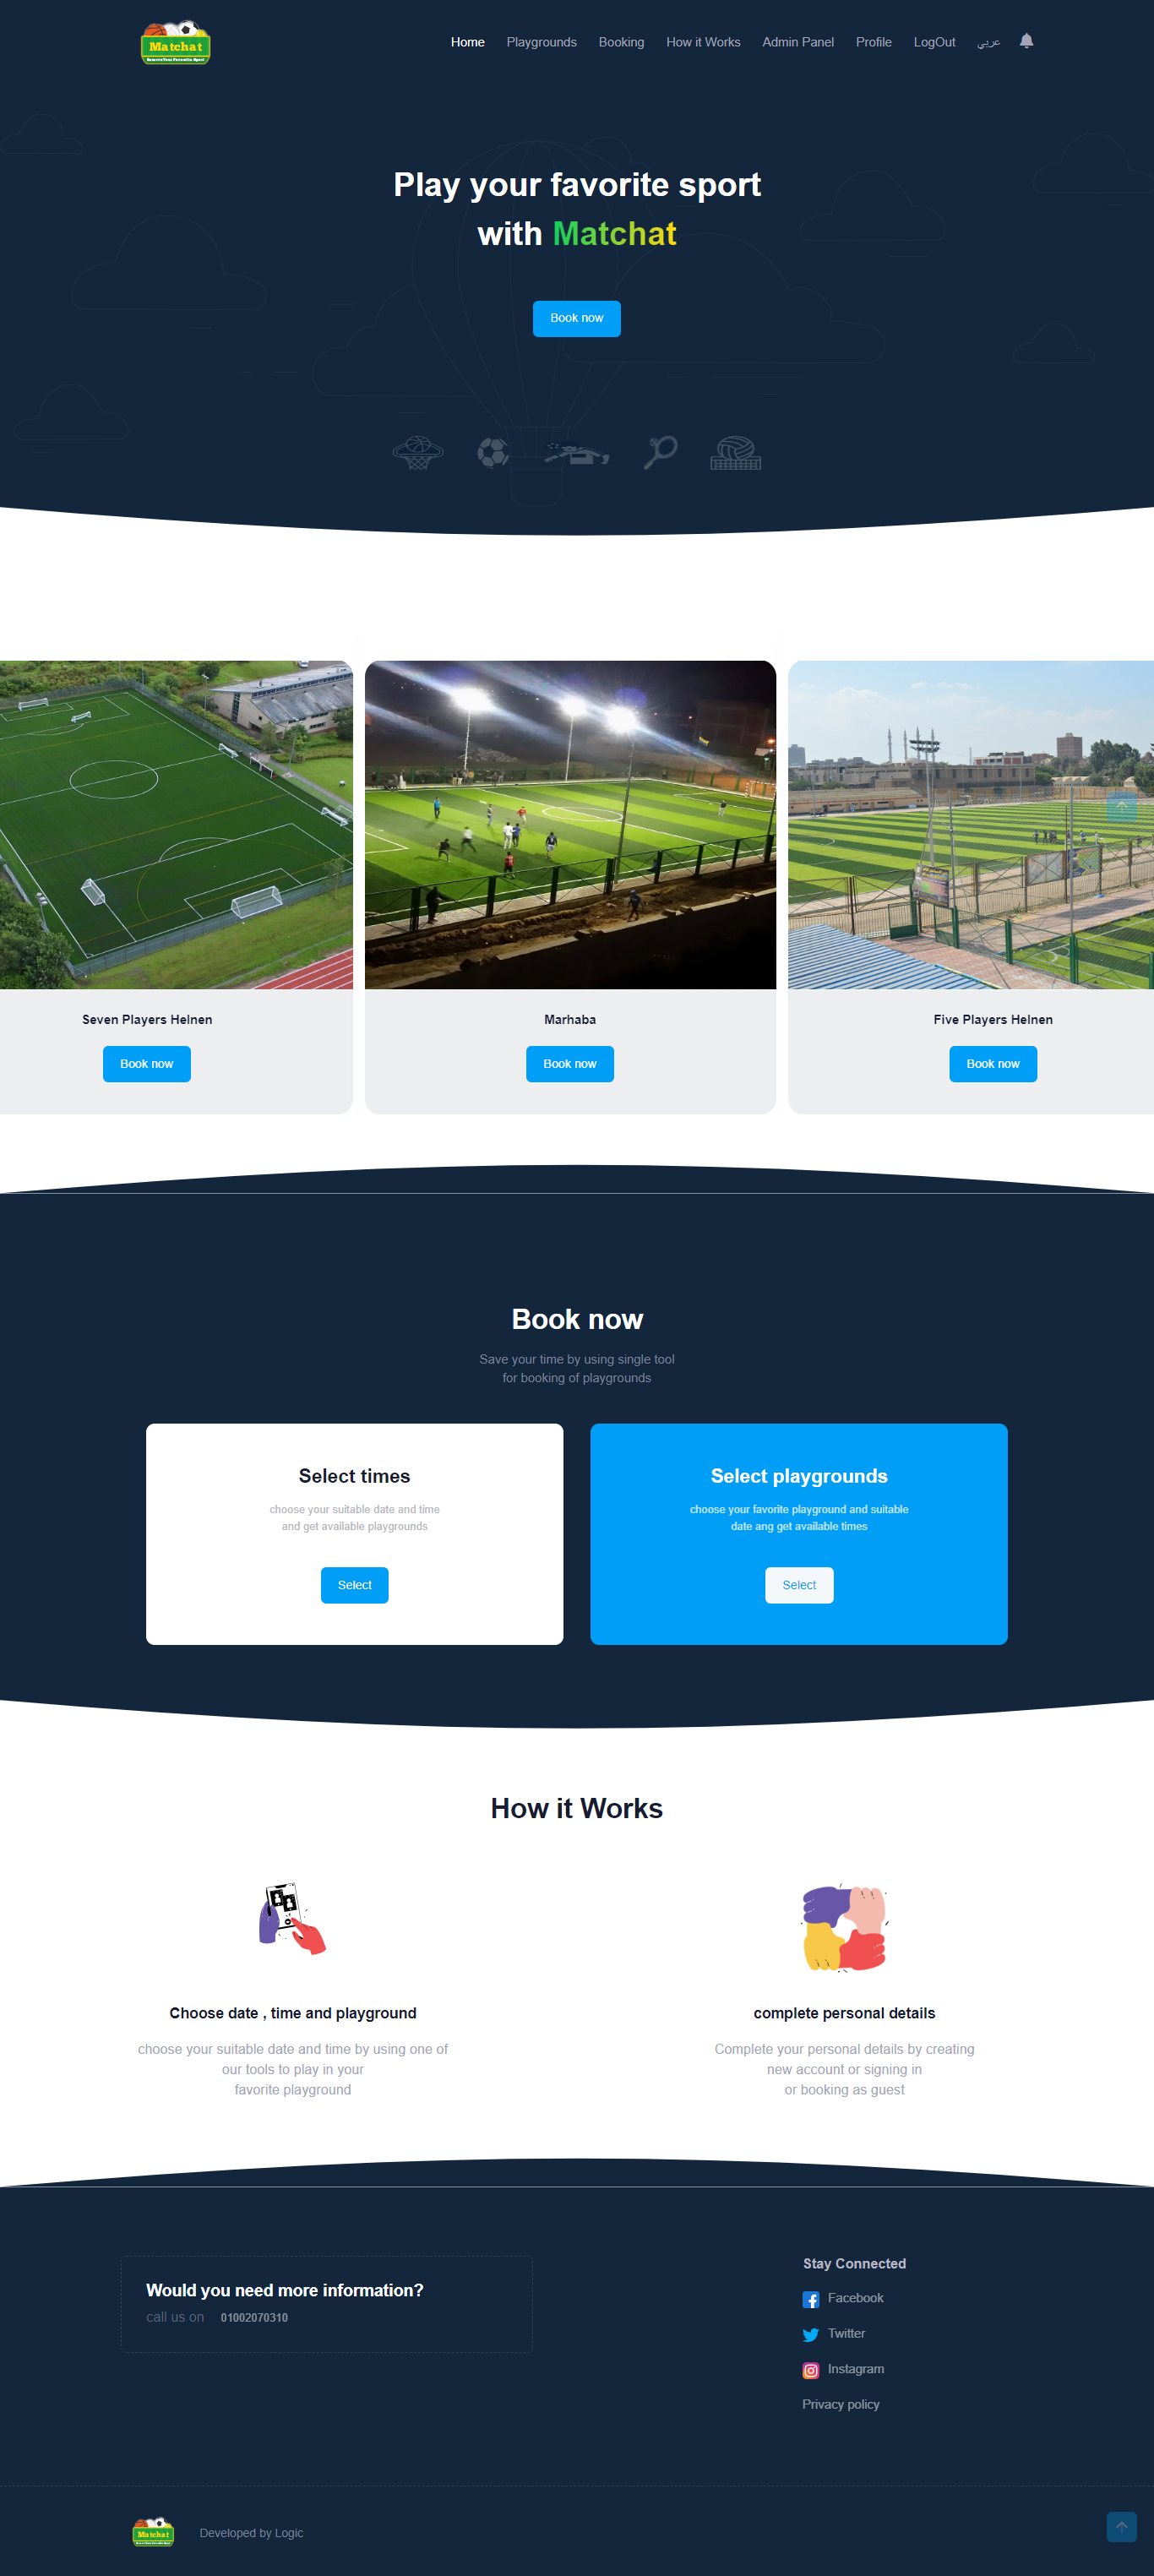 Matchat
Reserve Your Favourite Sport
Home
Playgrounds
Booking
How it Works
Admin Panel
Profile
LogOut
عربي
Play your favorite sport
with Matchat
Book now
Seven Players Helnen
Book now
Marhaba
Book now
Five Players Helnen
Book now
Book now
Save your time by using single tool
for booking of playgrounds
Select times
choose your suitable date and time
and get available playgrounds
Select
Select playgrounds
choose your favorite playground and suitable
date ang get available times
Select
How it Works
Choose date , time and playground
choose your suitable date and time by using one of
our tools to play in your
favorite playground
complete personal details
Complete your personal details by creating
new account or signing in
or booking as guest
Would you need more information?
call us on 01002070310
Stay Connected
Facebook
Twitter
Instagram
Privacy policy
Matchat
Developed by Logic